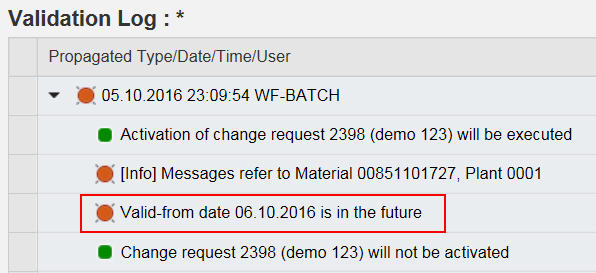 Validation Log : *
Propagated Type/Date/Time/User
05.10.2016 23:09:54 WF-BATCH
Activation of change request 2398 (demo 123) will be executed
[Info] Messages refer to Material 00851101727, Plant 0001
Valid-from date 06.10.2016 is in the future
Change request 2398 (demo 123) will not be activated